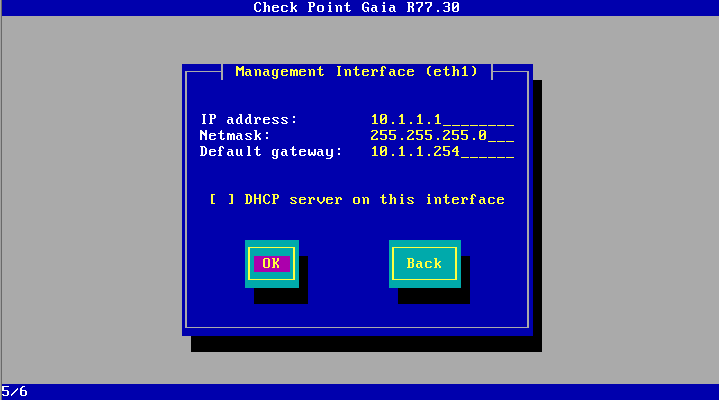 Check Point Gaia R77.30
Management Interface (eth1)
IP address: 10.1.1.1________
Netmask: 255.255.255.0___
Default gateway: 10.1.1.254______
[ ] DHCP server on this interface
OK Back
5/6